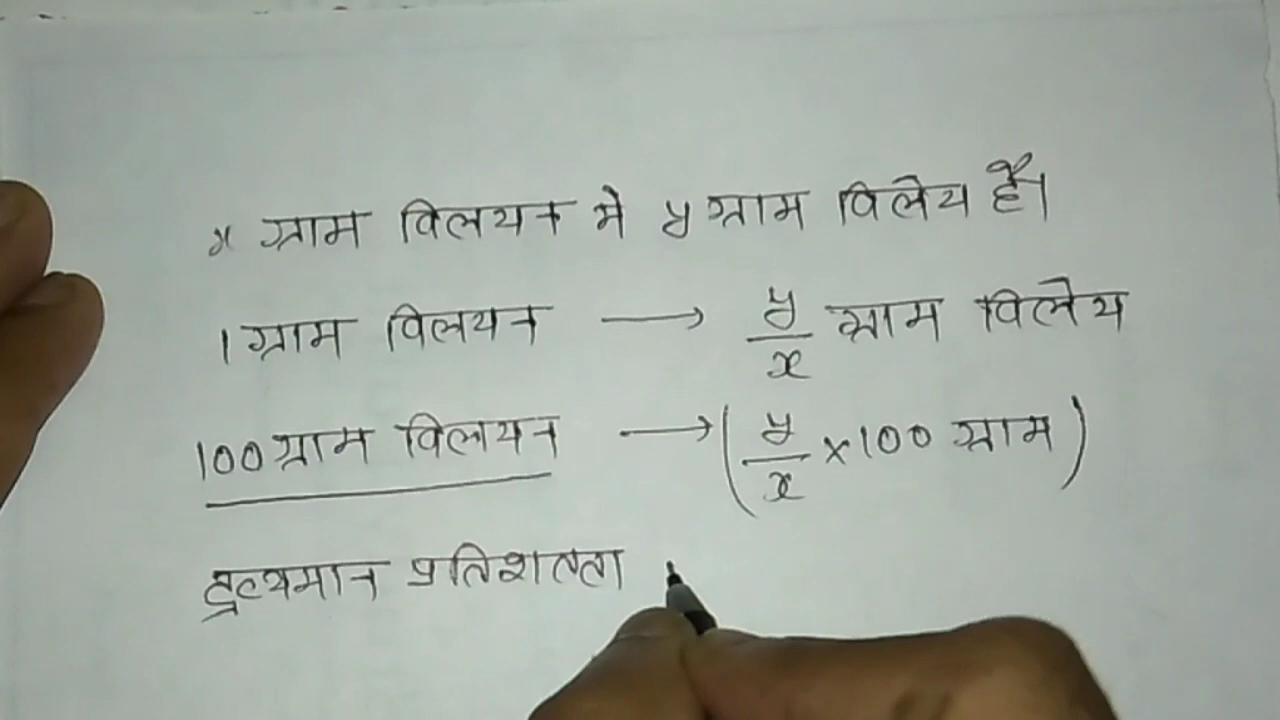 x ग्राम विलयन मे y ग्राम विलेय है।
1 ग्राम विलयन → y/x ग्राम विलेय
100 ग्राम विलयन → (y/x × 100 ग्राम)
द्रव्यमान प्रतिशतता